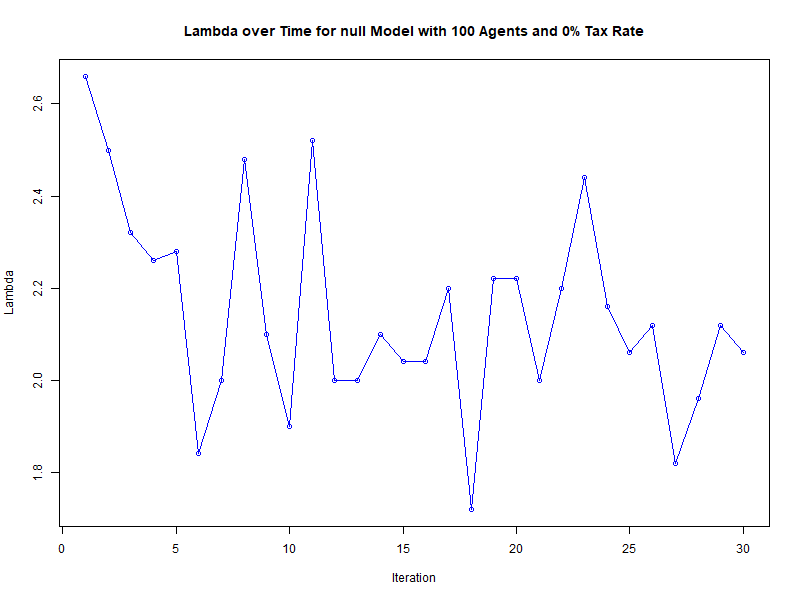 Lambda over Time for null Model with 100 Agents and 0% Tax Rate
2.6
2.4
2.2
2.0
1.8
Lambda
0 5 10 15 20 25 30
Iteration